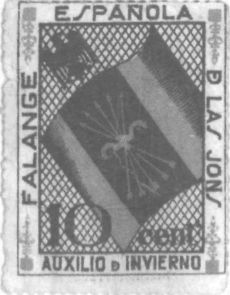 ESPAÑOLA
FALANGE
D LAS JONS
10 cent.
AUXILIO D INVIERNO